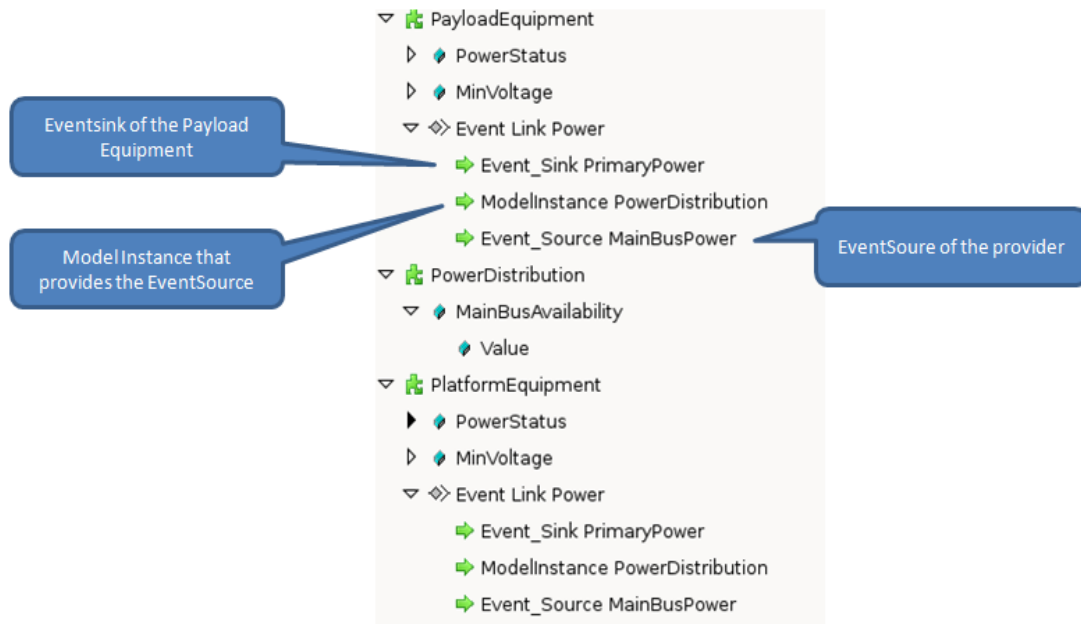 PayloadEquipment
PowerStatus
MinVoltage
Eventsink of the Payload
Equipment
Event Link Power
Event_Sink PrimaryPower
ModelInstance PowerDistribution
Event_Source MainBusPower
Model Instance that
provides the EventSource
EventSoure of the provider
PowerDistribution
MainBusAvailability
Value
PlatformEquipment
PowerStatus
MinVoltage
Event Link Power
Event_Sink PrimaryPower
ModelInstance PowerDistribution
Event_Source MainBusPower